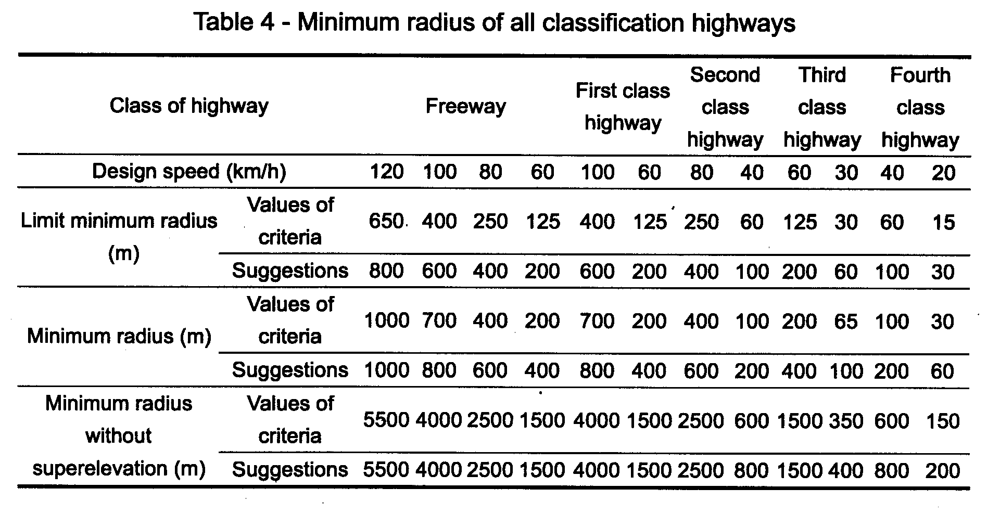 Table 4 - Minimum radius of all classification highways
Class of highway Freeway First class highway Second class highway Third class highway Fourth class highway
Design speed (km/h) 120 100 80 60 100 60 80 40 60 30 40 20
Limit minimum radius (m) Values of criteria 650 400 250 125 400 125 250 60 125 30 60 15
Suggestions 800 600 400 200 600 200 400 100 200 60 100 30
Minimum radius (m) Values of criteria 1000 700 400 200 700 200 400 100 200 65 100 30
Suggestions 1000 800 600 400 800 400 600 200 400 100 200 60
Minimum radius without superelevation (m) Values of criteria 5500 4000 2500 1500 4000 1500 2500 600 1500 350 600 150
Suggestions 5500 4000 2500 1500 4000 1500 2500 800 1500 400 800 200